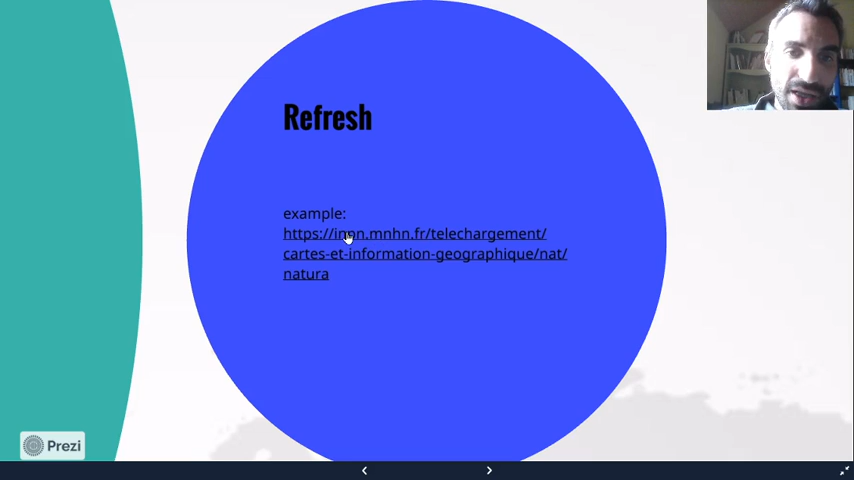 Refresh
example:
https://inpn.mnhn.fr/telechargement/
cartes-et-information-geographique/nat/
natura
Prezi